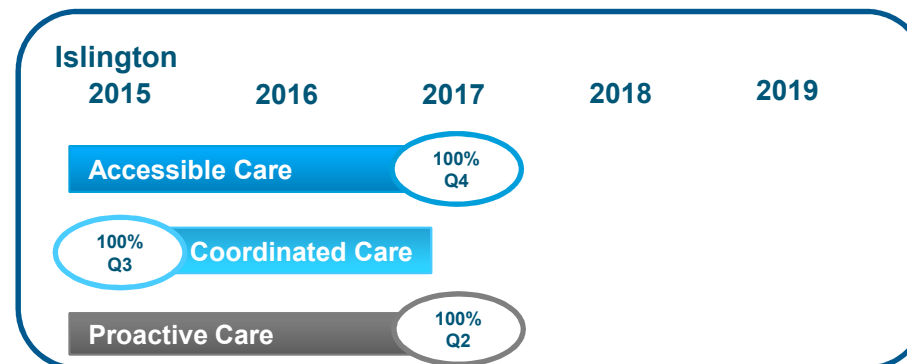 Islington
2015 2016 2017 2018 2019
Accessible Care
100%
Q4
100%
Q3
Coordinated Care
Proactive Care
100%
Q2